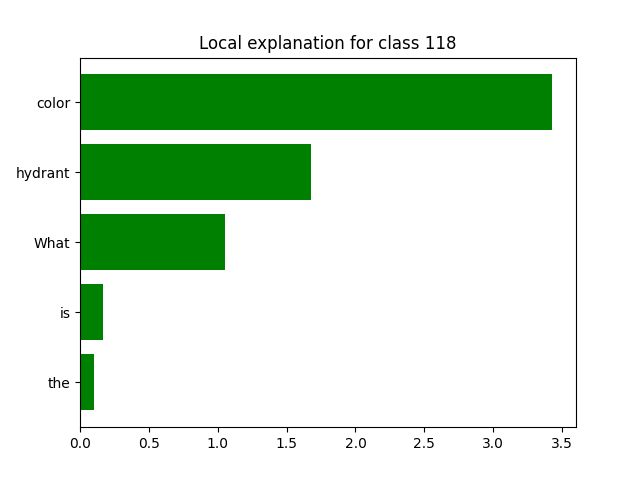 Local explanation for class 118
color
hydrant
What
is
the
0.0 0.5 1.0 1.5 2.0 2.5 3.0 3.5